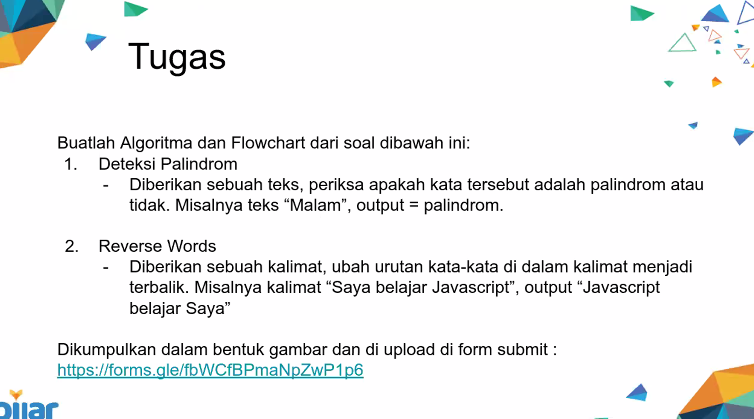 Tugas
Buatlah Algoritma dan Flowchart dari soal dibawah ini:
1. Deteksi Palindrom
- Diberikan sebuah teks, periksa apakah kata tersebut adalah palindrom atau
tidak. Misalnya teks “Malam”, output = palindrom.
2. Reverse Words
- Diberikan sebuah kalimat, ubah urutan kata-kata di dalam kalimat menjadi
terbalik. Misalnya kalimat “Saya belajar Javascript”, output “Javascript
belajar Saya”
Dikumpulkan dalam bentuk gambar dan di upload di form submit :
https://forms.gle/fbWCfBPmaNpZwP1p6